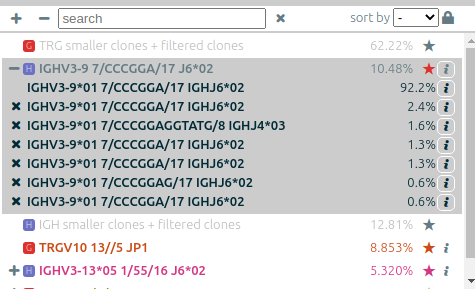 + − search ✖ sort by -
G TRG smaller clones + filtered clones 62.22% ★
− H IGHV3-9 7/CCCGGA/17 J6*02 10.48% ★ i
IGHV3-9*01 7/CCCGGA/17 IGHJ6*02 92.2% i
✖ IGHV3-9*01 7/CCCGGA/17 IGHJ6*02 2.4% i
✖ IGHV3-9*01 7/CCCGGAGGTATG/8 IGHJ4*03 1.6% i
✖ IGHV3-9*01 7/CCCGGA/17 IGHJ6*02 1.3% i
✖ IGHV3-9*01 7/CCCGGA/17 IGHJ6*02 1.3% i
✖ IGHV3-9*01 7/CCCGGAG/17 IGHJ6*02 0.6% i
✖ IGHV3-9*01 7/CCCGGA/17 IGHJ6*02 0.6% i
H IGH smaller clones + filtered clones 12.81% ★
G TRGV10 13//5 JP1 8.853% ★ i
+ H IGHV3-13*05 1/55/16 J6*02 5.320% ★ i